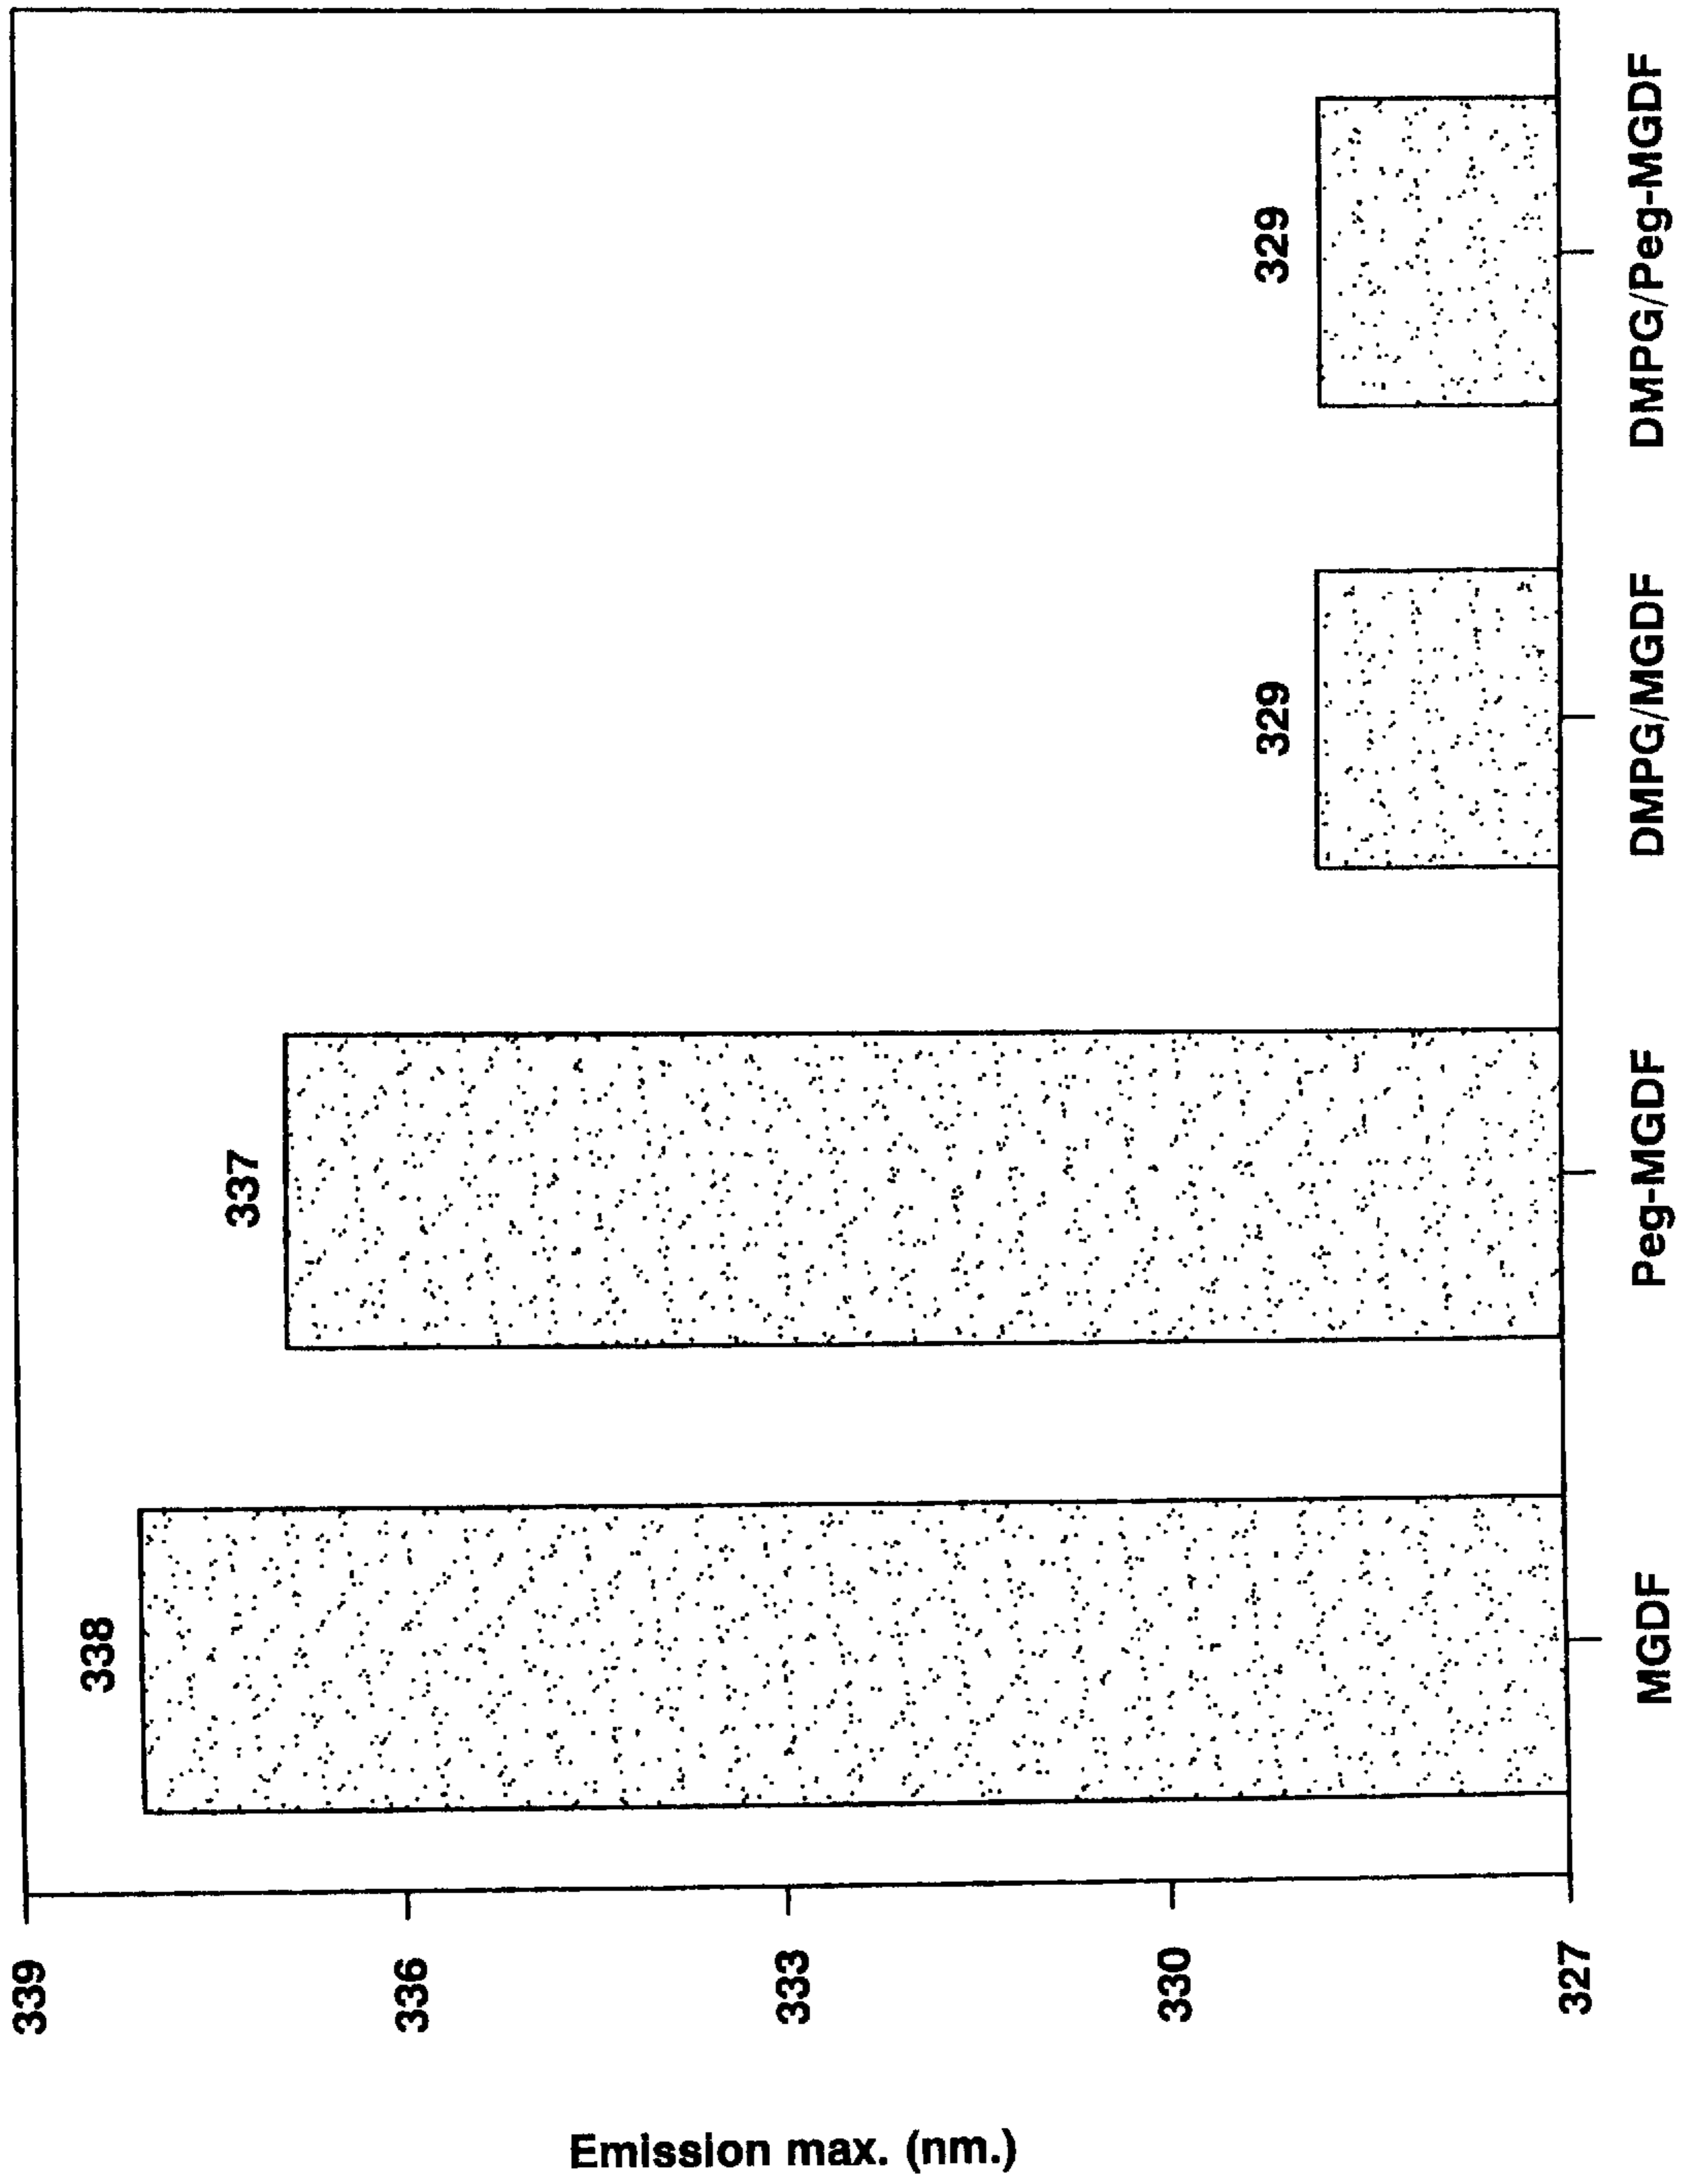 Emission max. (nm.)
339
336
333
330
327
338
337
329
329
MGDF
Peg-MGDF
DMPG/MGDF
DMPG/Peg-MGDF